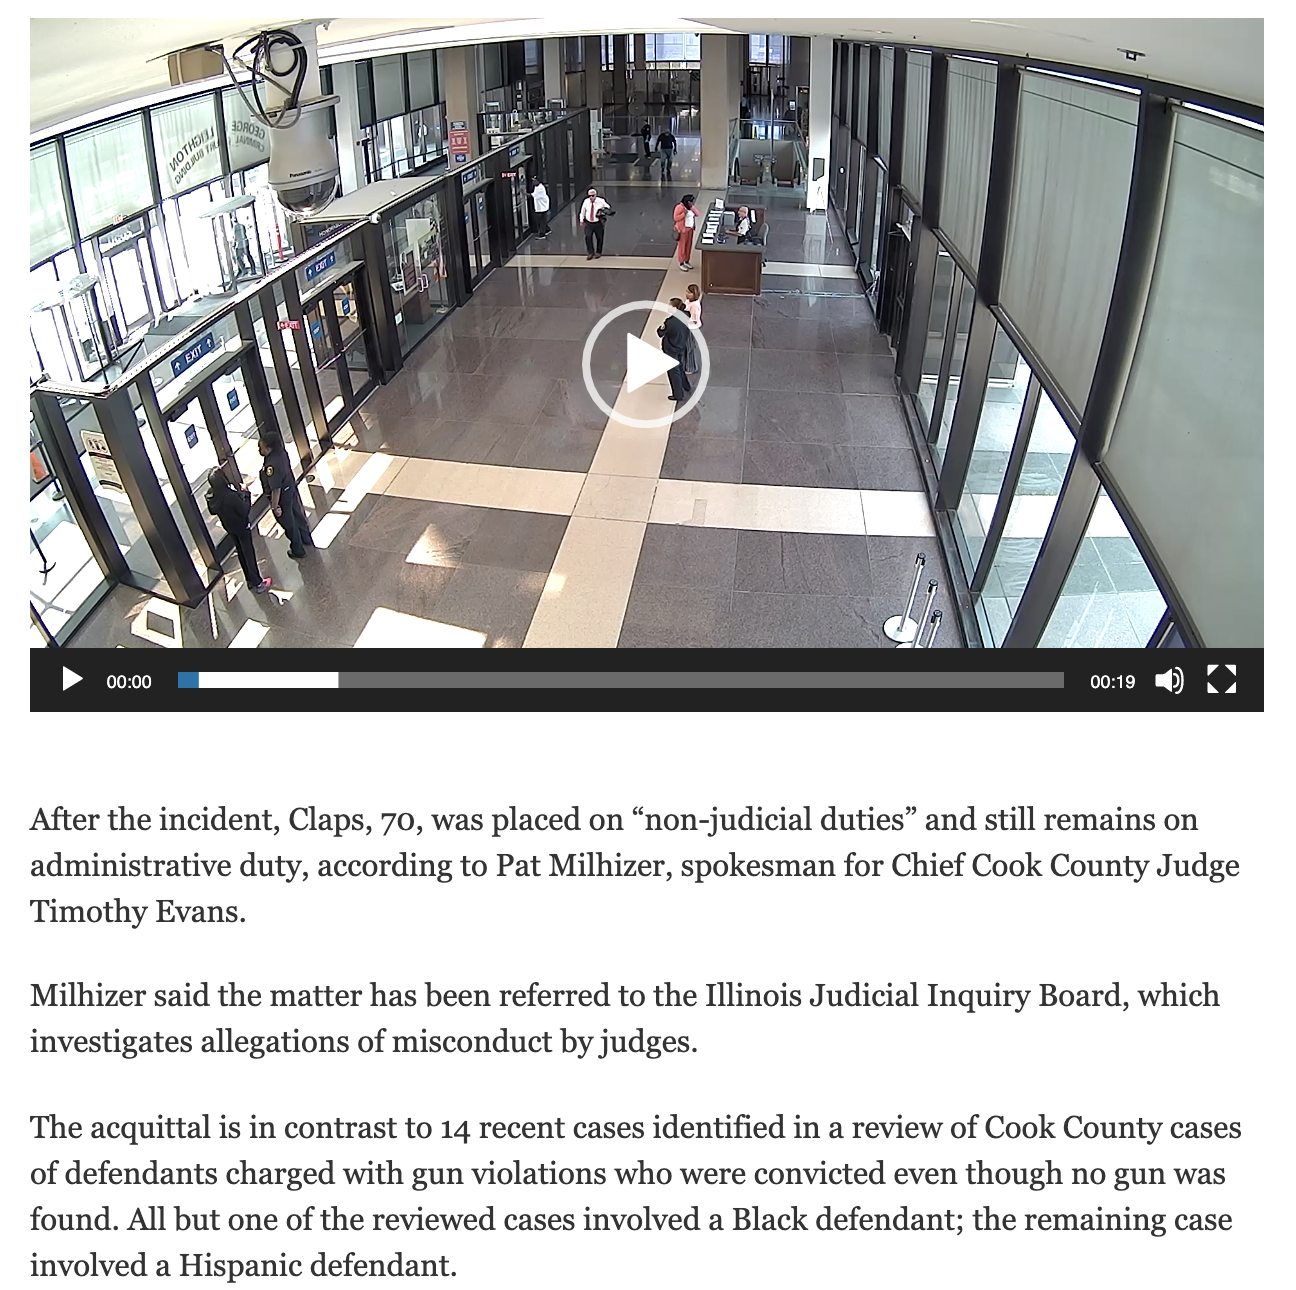 GEORGE
LEIGHTON
CRIMINAL
BUILDING
Panasonic
EXIT
EXIT
EXIT
EXIT
EXIT
00:00
00:19
After the incident, Claps, 70, was placed on “non-judicial duties” and still remains on
administrative duty, according to Pat Milhizer, spokesman for Chief Cook County Judge
Timothy Evans.
Milhizer said the matter has been referred to the Illinois Judicial Inquiry Board, which
investigates allegations of misconduct by judges.
The acquittal is in contrast to 14 recent cases identified in a review of Cook County cases
of defendants charged with gun violations who were convicted even though no gun was
found. All but one of the reviewed cases involved a Black defendant; the remaining case
involved a Hispanic defendant.